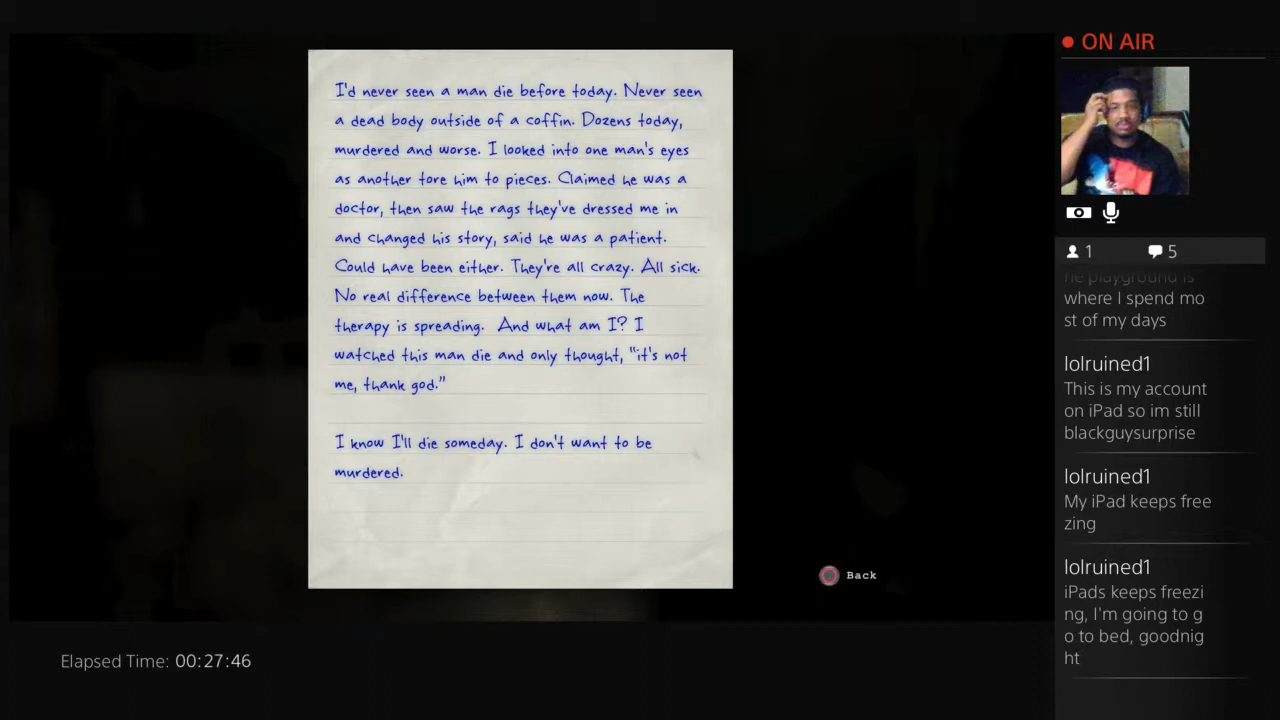 I'd never seen a man die before today. Never seen
a dead body outside of a coffin. Dozens today,
murdered and worse. I looked into one man's eyes
as another tore him to pieces. Claimed he was a
doctor, then saw the rags they've dressed me in
and changed his story, said he was a patient.
Could have been either. They're all crazy. All sick.
No real difference between them now. The
therapy is spreading. And what am I? I
watched this man die and only thought, "it's not
me, thank god."
I know I'll die someday. I don't want to be
murdered.
Back
Elapsed Time: 00:27:46
ON AIR
1 5
he playground is
where I spend mo
st of my days
lolruined1
This is my account
on iPad so im still
blackguysurprise
lolruined1
My iPad keeps free
zing
lolruined1
iPads keeps freezi
ng, I'm going to g
o to bed, goodnig
ht